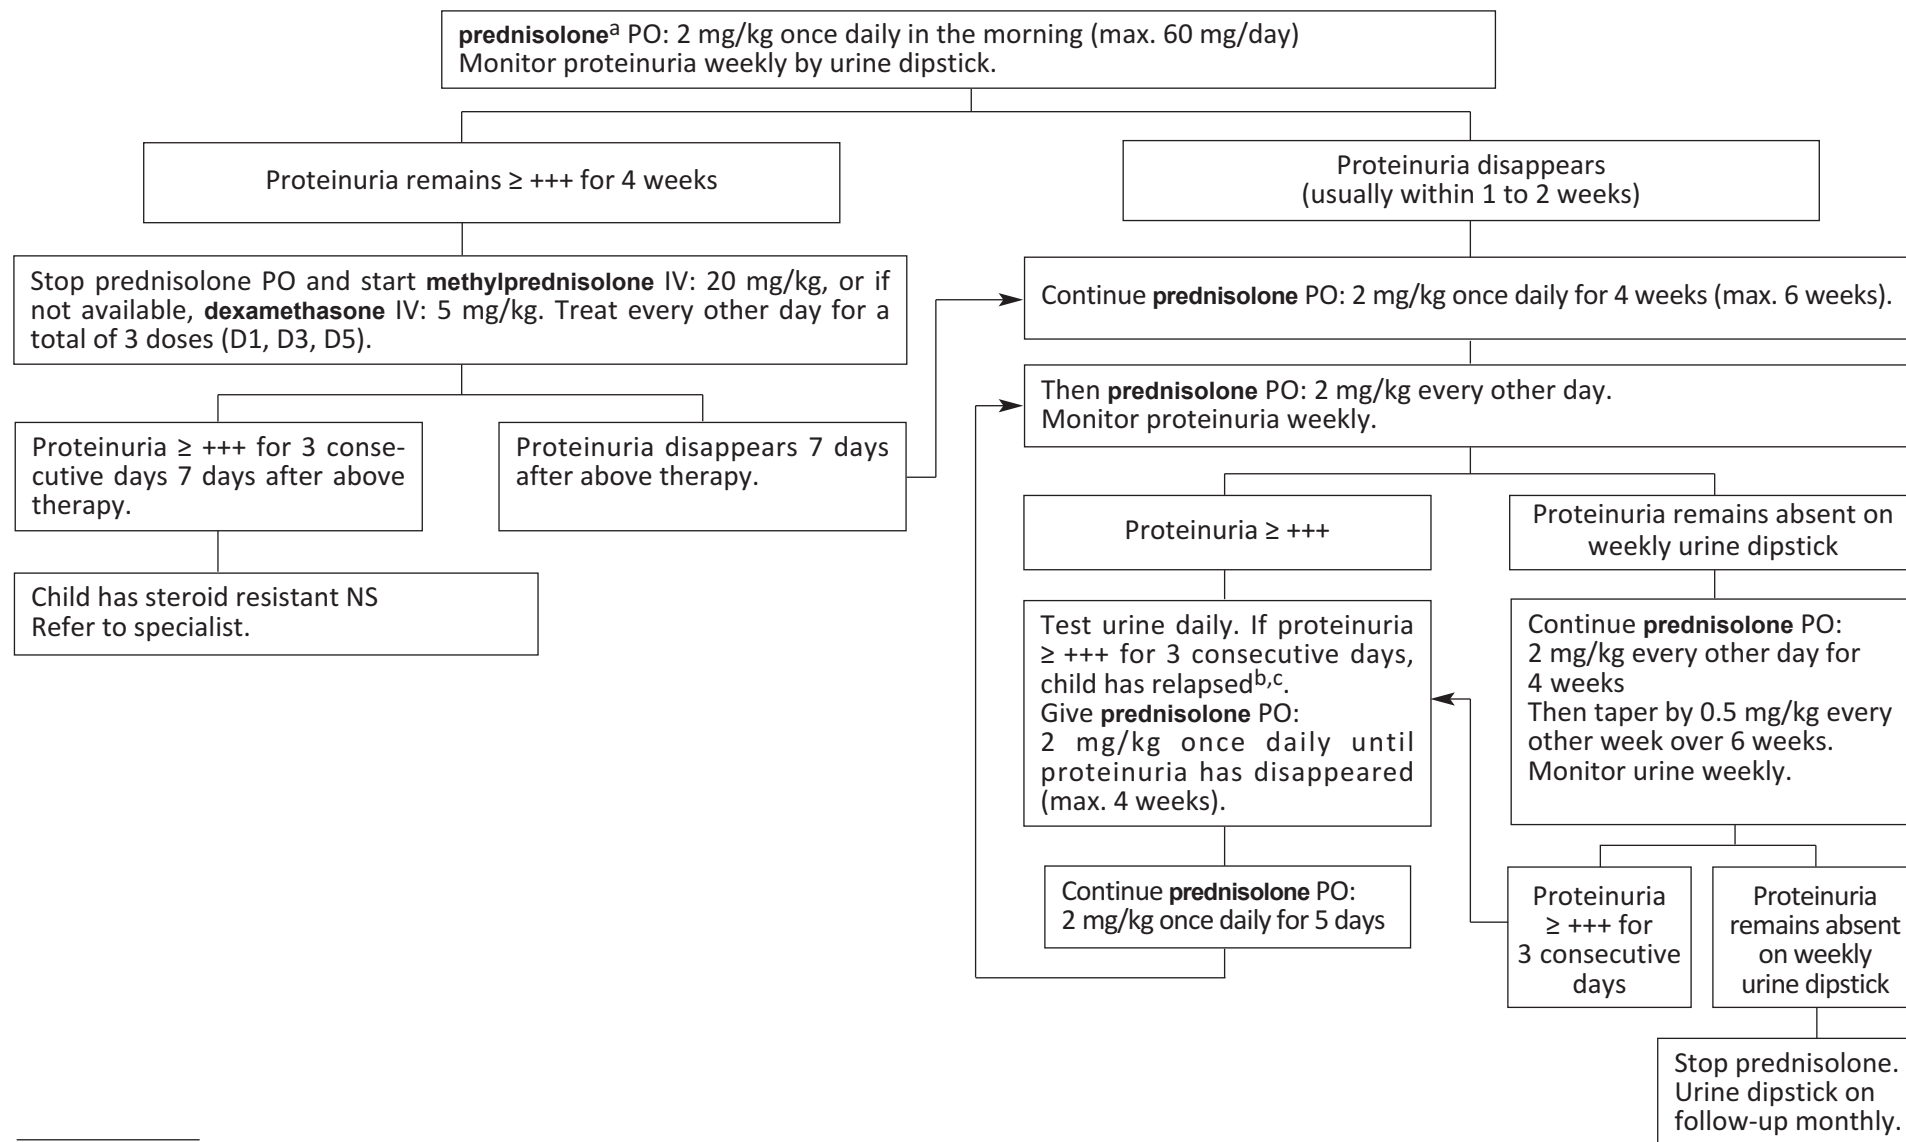 prednisoloneᵃ PO: 2 mg/kg once daily in the morning (max. 60 mg/day)
Monitor proteinuria weekly by urine dipstick.
Proteinuria remains ≥ +++ for 4 weeks
Proteinuria disappears
(usually within 1 to 2 weeks)
Stop prednisolone PO and start methylprednisolone IV: 20 mg/kg, or if
not available, dexamethasone IV: 5 mg/kg. Treat every other day for a
total of 3 doses (D1, D3, D5).
Continue prednisolone PO: 2 mg/kg once daily for 4 weeks (max. 6 weeks).
Then prednisolone PO: 2 mg/kg every other day.
Monitor proteinuria weekly.
Proteinuria ≥ +++ for 3 conse-
cutive days 7 days after above
therapy.
Proteinuria disappears 7 days
after above therapy.
Child has steroid resistant NS
Refer to specialist.
Proteinuria ≥ +++
Proteinuria remains absent on
weekly urine dipstick
Test urine daily. If proteinuria
≥ +++ for 3 consecutive days,
child has relapsedᵇ,ᶜ.
Give prednisolone PO:
2 mg/kg once daily until
proteinuria has disappeared
(max. 4 weeks).
Continue prednisolone PO:
2 mg/kg every other day for
4 weeks
Then taper by 0.5 mg/kg every
other week over 6 weeks.
Monitor urine weekly.
Continue prednisolone PO:
2 mg/kg once daily for 5 days
Proteinuria
≥ +++ for
3 consecutive
days
Proteinuria
remains absent
on weekly
urine dipstick
Stop prednisolone.
Urine dipstick on
follow-up monthly.